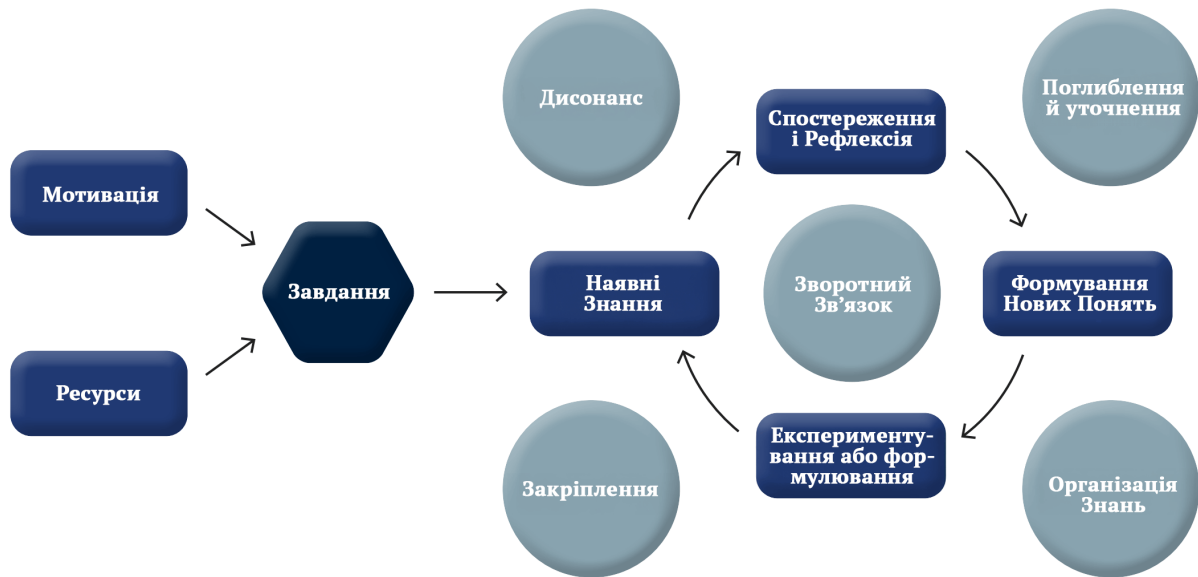 Мотивація
Ресурси
Завдання
Дисонанс
Спостереження
і Рефлексія
Поглиблення
й уточнення
Наявні
Знання
Зворотний
Зв’язок
Формування
Нових Понять
Закріплення
Експерименту-
вання або фор-
мулювання
Організація
Знань